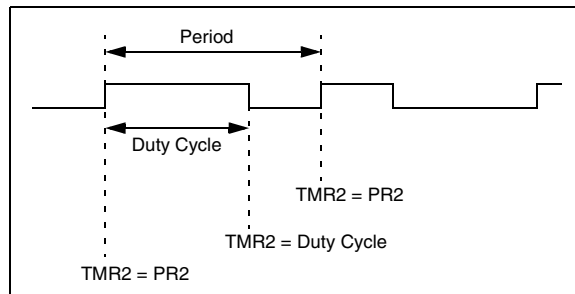 Period
Duty Cycle
TMR2 = PR2
TMR2 = Duty Cycle
TMR2 = PR2